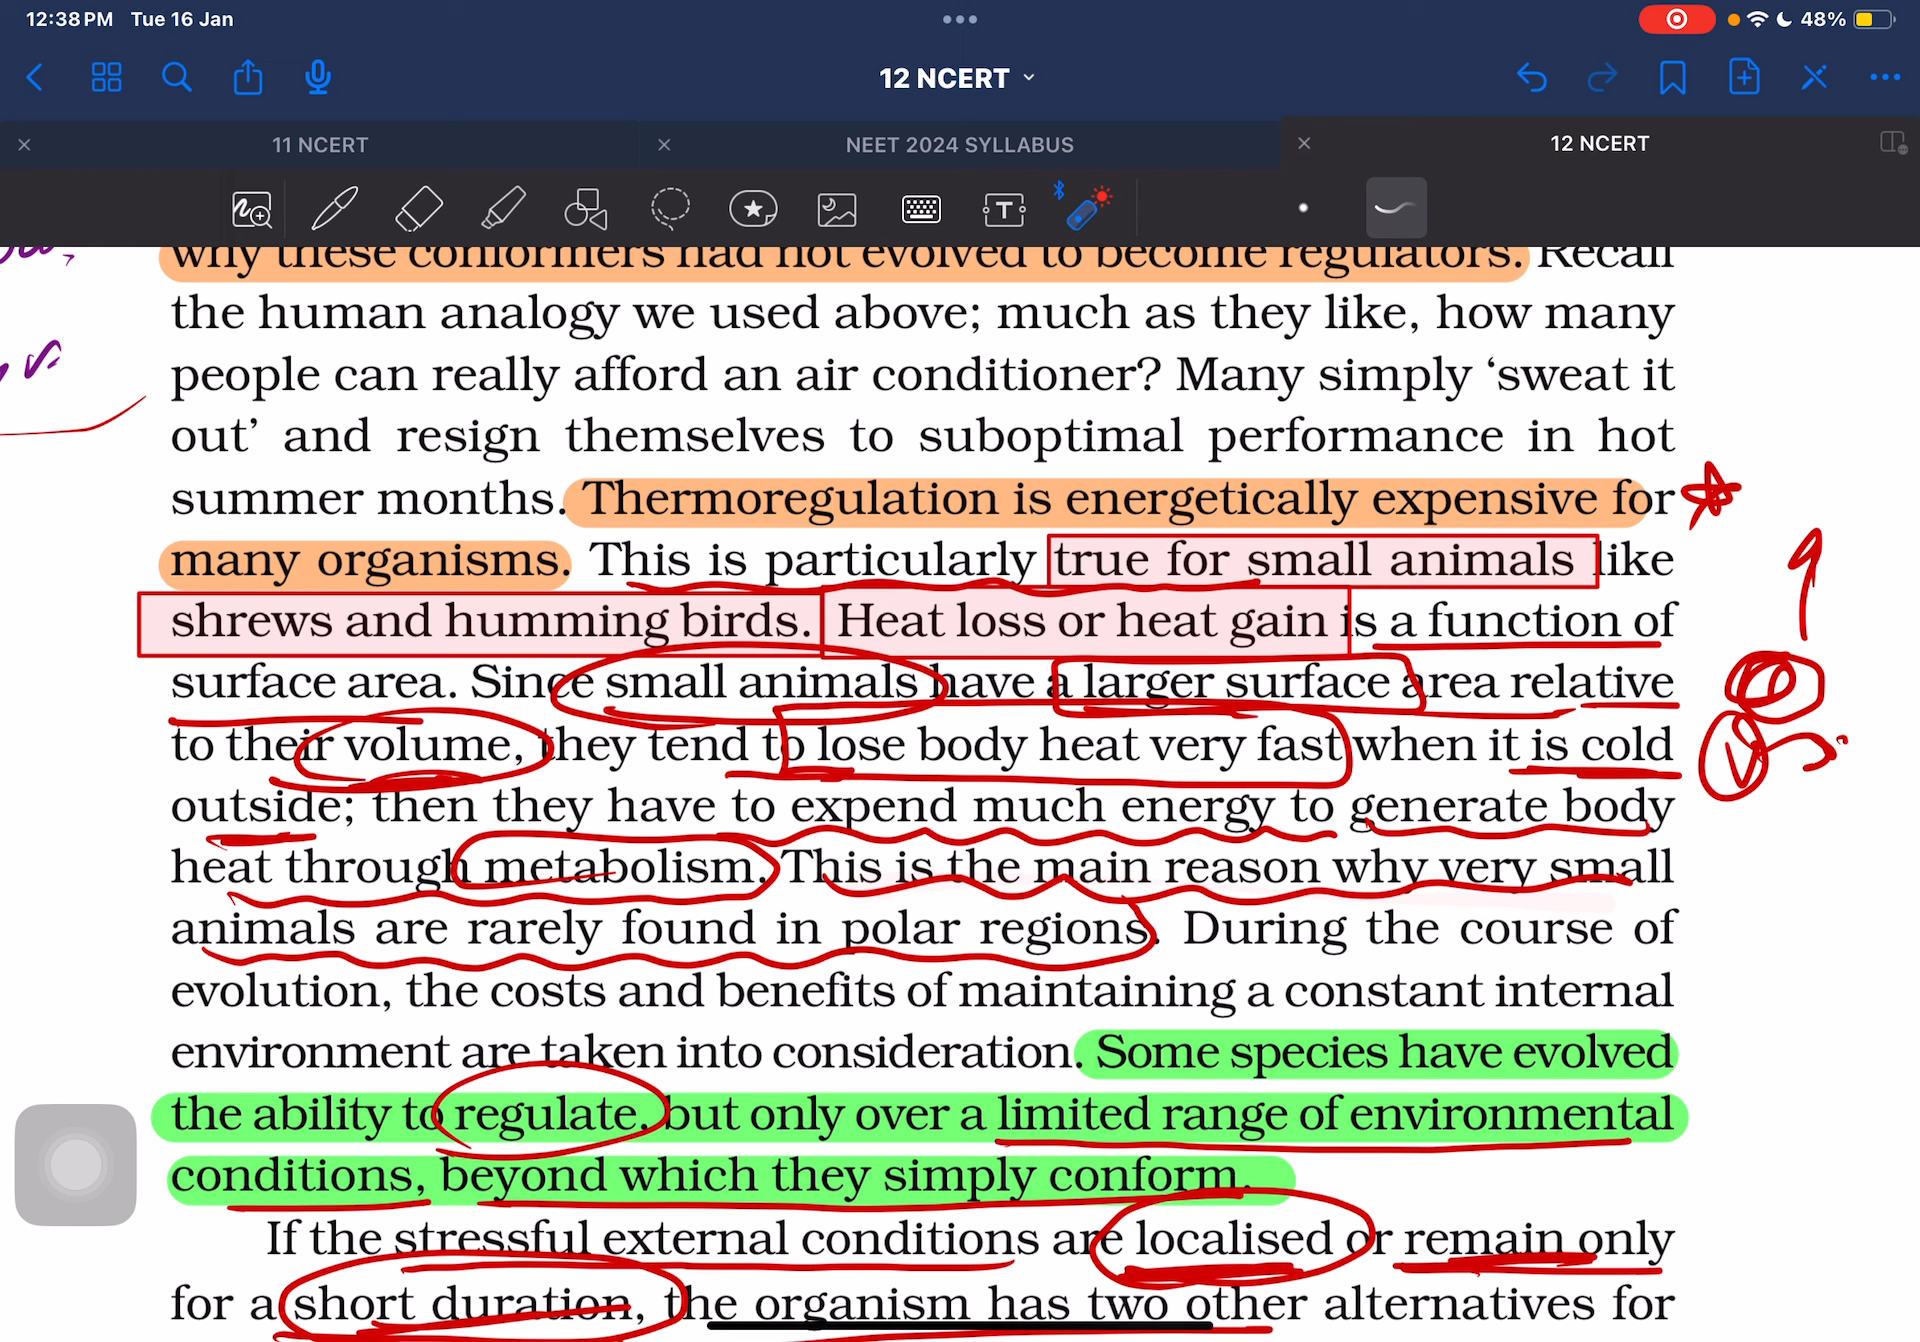 12:38 PM Tue 16 Jan
48%
12 NCERT
11 NCERT
NEET 2024 SYLLABUS
12 NCERT
why these conformers had not evolved to become regulators. Recall
the human analogy we used above; much as they like, how many
people can really afford an air conditioner? Many simply ‘sweat it
out’ and resign themselves to suboptimal performance in hot
summer months. Thermoregulation is energetically expensive for
many organisms. This is particularly true for small animals like
shrews and humming birds. Heat loss or heat gain is a function of
surface area. Since small animals have a larger surface area relative
to their volume, they tend to lose body heat very fast when it is cold
outside; then they have to expend much energy to generate body
heat through metabolism. This is the main reason why very small
animals are rarely found in polar regions. During the course of
evolution, the costs and benefits of maintaining a constant internal
environment are taken into consideration. Some species have evolved
the ability to regulate, but only over a limited range of environmental
conditions, beyond which they simply conform.
If the stressful external conditions are localised or remain only
for a short duration, the organism has two other alternatives for